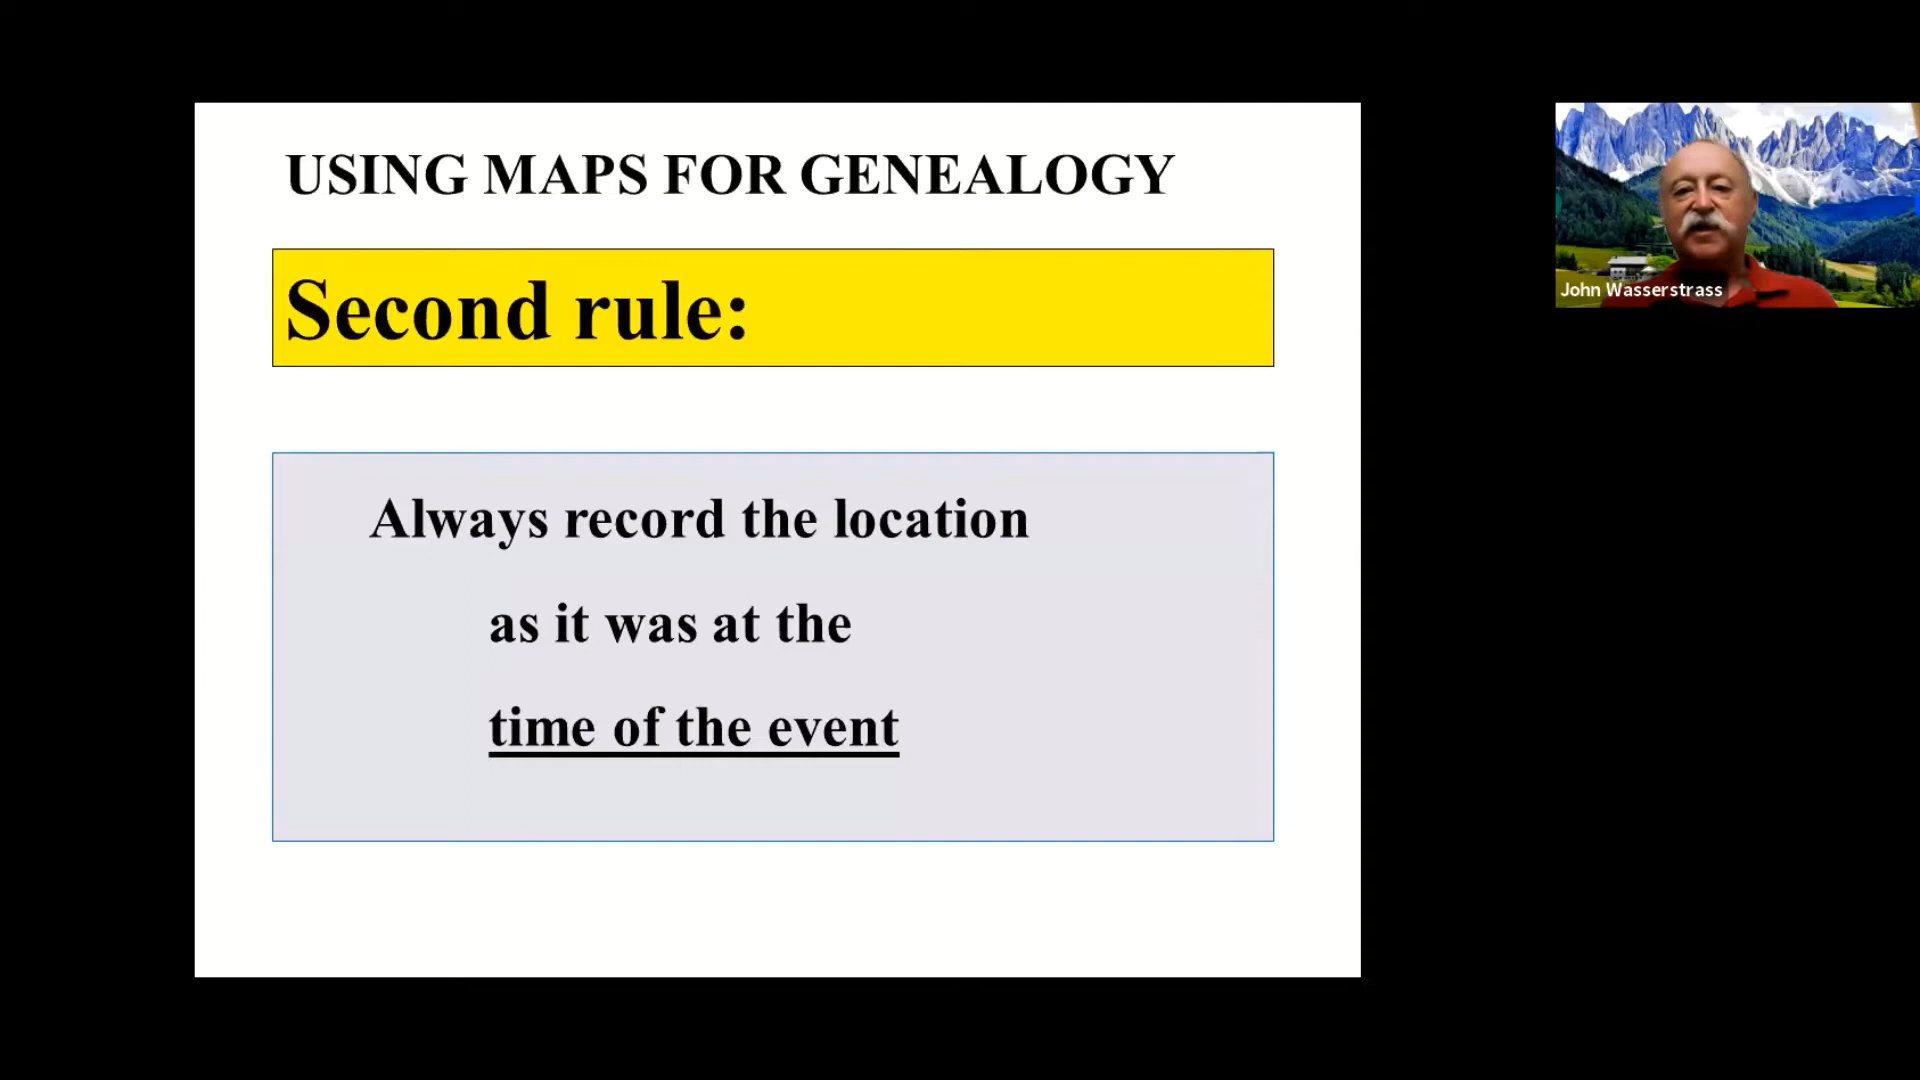 USING MAPS FOR GENEALOGY
Second rule:
Always record the location
as it was at the
time of the event
John Wasserstrass